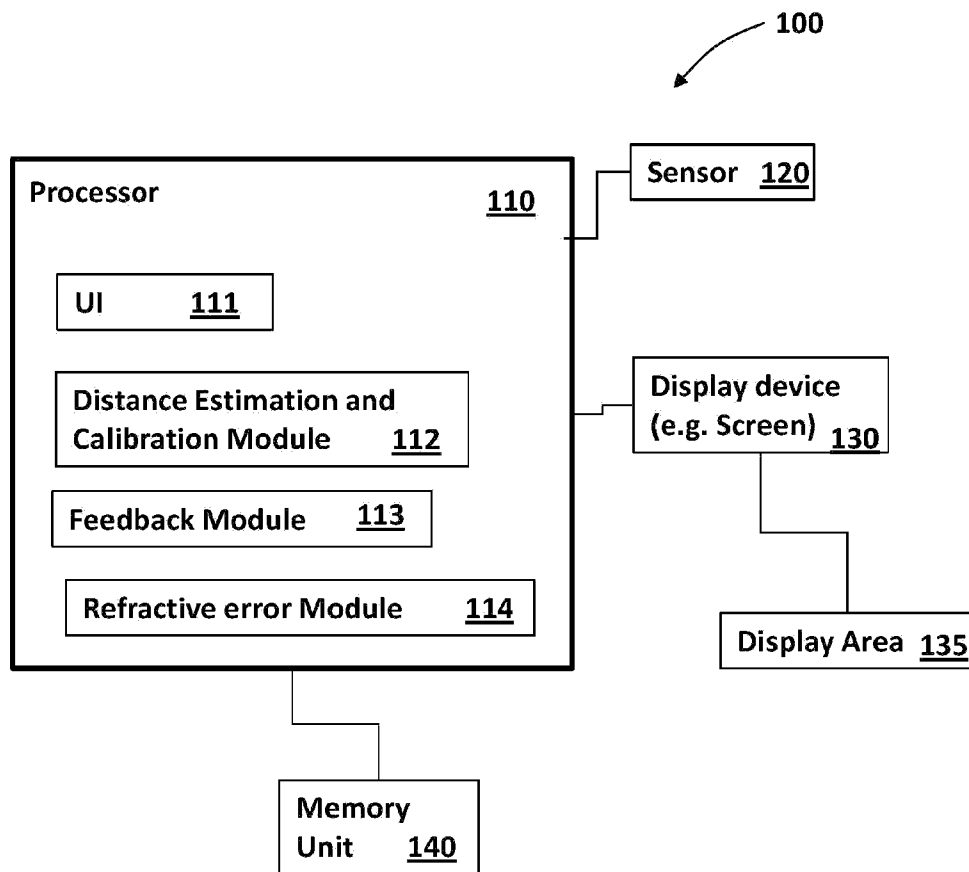 100
Processor 110
Sensor 120
UI 111
Distance Estimation and
Calibration Module 112
Feedback Module 113
Refractive error Module 114
Display device
(e.g. Screen) 130
Display Area 135
Memory
Unit 140